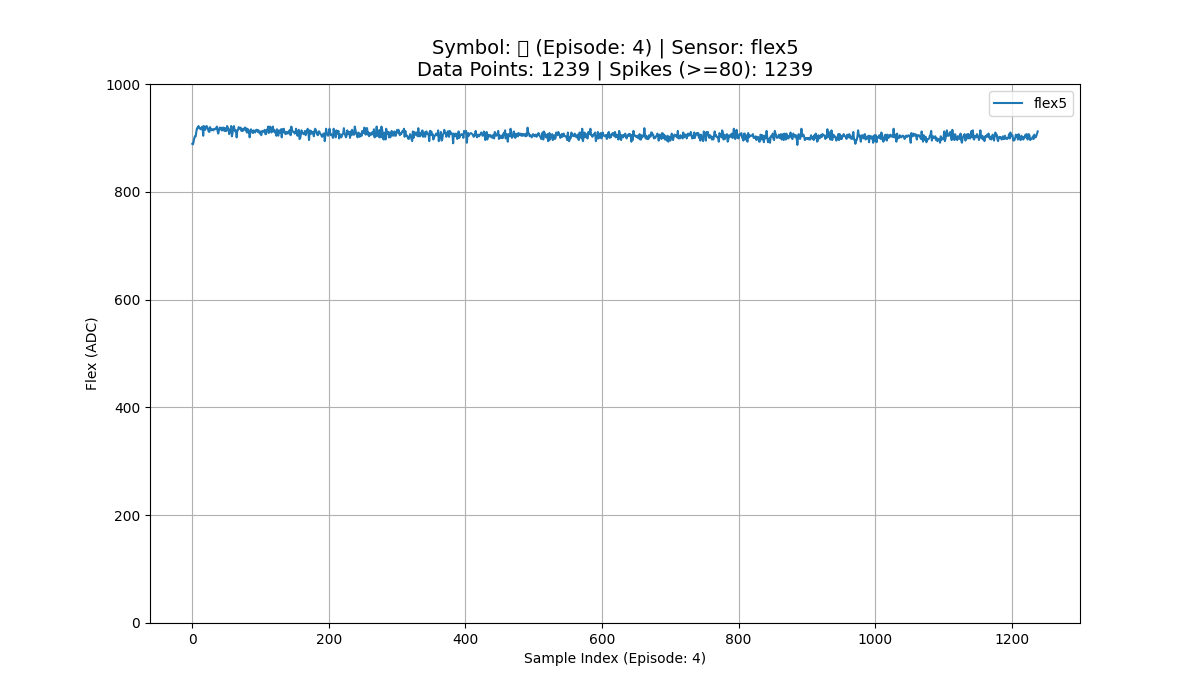 Symbol: (Episode: 4) | Sensor: flex5
Data Points: 1239 | Spikes (>=80): 1239
flex5
1000
800
600
400
200
0
Flex (ADC)
0 200 400 600 800 1000 1200
Sample Index (Episode: 4)